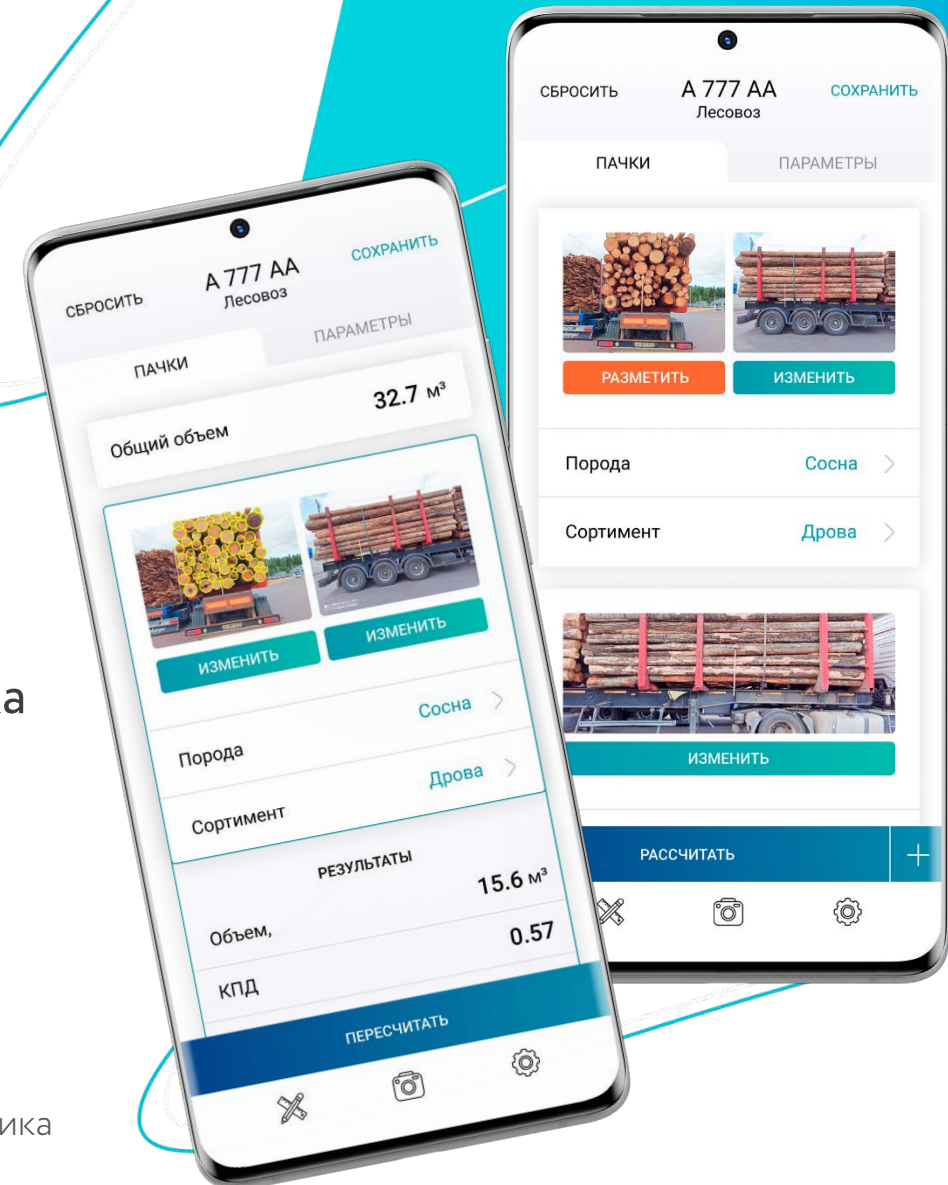 СБРОСИТЬ
А 777 АА
СОХРАНИТЬ
Лесовоз
ПАЧКИ
ПАРАМЕТРЫ
Общий объем
32.7 м³
ИЗМЕНИТЬ
ИЗМЕНИТЬ
Порода
Сосна
Сортимент
Дрова
РЕЗУЛЬТАТЫ
Объем,
15.6 м³
КПД
0.57
ПЕРЕСЧИТАТЬ
СБРОСИТЬ
А 777 АА
СОХРАНИТЬ
Лесовоз
ПАЧКИ
ПАРАМЕТРЫ
РАЗМЕТИТЬ
ИЗМЕНИТЬ
Порода
Сосна
Сортимент
Дрова
ИЗМЕНИТЬ
РАССЧИТАТЬ